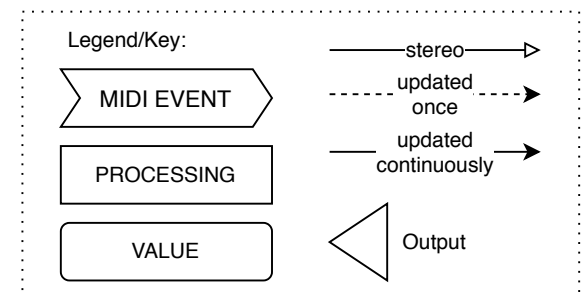 Legend/Key:
MIDI EVENT
PROCESSING
VALUE
stereo
updated
once
updated
continuously
Output